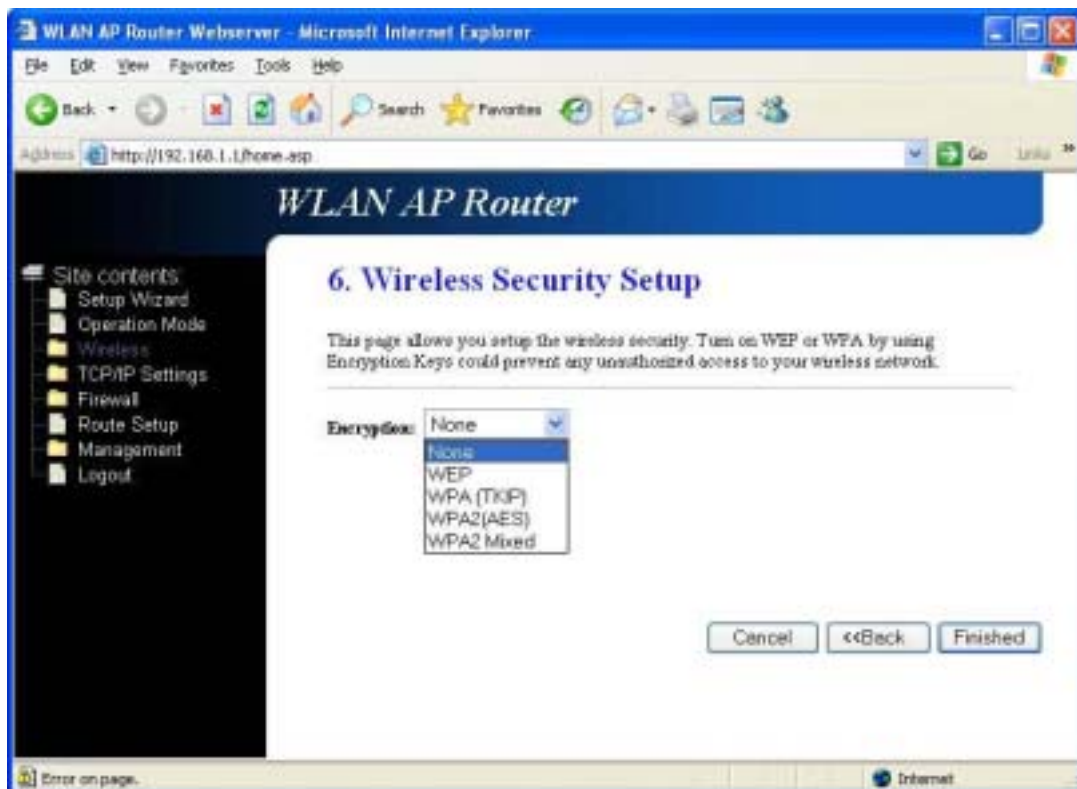 WLAN AP Router Webserver - Microsoft Internet Explorer
File Edit View Favorites Tools Help
Back Search Favorites
Address http://192.168.1.1/home.asp Go Links »
WLAN AP Router
Site contents:
Setup Wizard
Operation Mode
Wireless
TCP/IP Settings
Firewall
Route Setup
Management
Logout
6. Wireless Security Setup
This page allows you setup the wireless security. Turn on WEP or WPA by using
Encryption Keys could prevent any unauthorized access to your wireless network.
Encryption: None
None
WEP
WPA (TKIP)
WPA2(AES)
WPA2 Mixed
Cancel <<Back Finished
Error on page. Internet